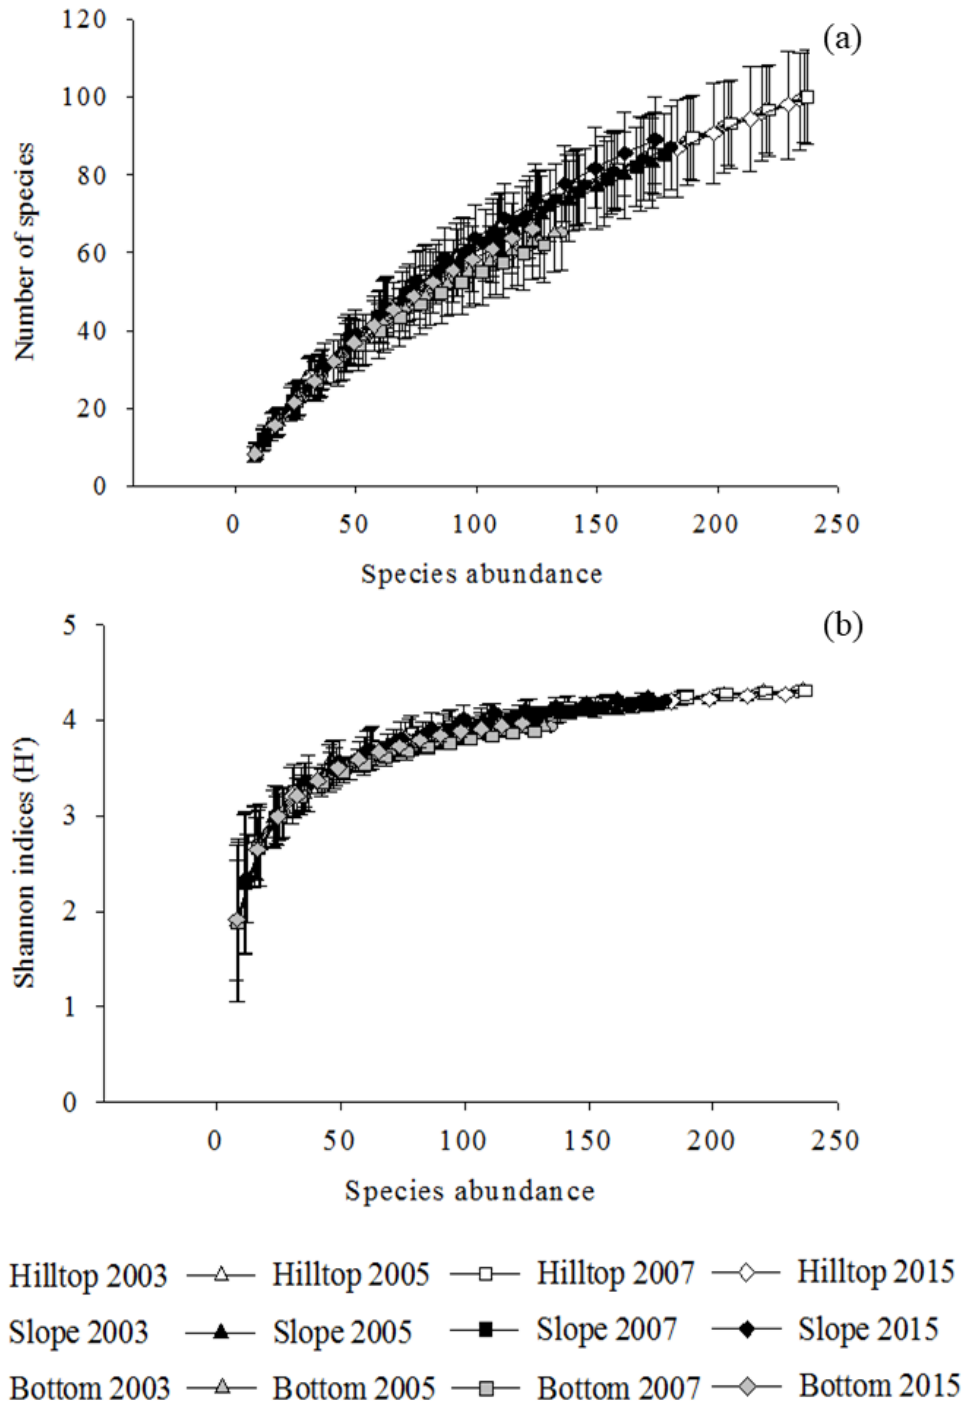 (a)
120
100
80
60
40
20
0
Number of species
0 50 100 150 200 250
Species abundance
(b)
5
4
3
2
1
0
Shannon indices (H')
0 50 100 150 200 250
Species abundance
Hilltop 2003 Hilltop 2005 Hilltop 2007 Hilltop 2015
Slope 2003 Slope 2005 Slope 2007 Slope 2015
Bottom 2003 Bottom 2005 Bottom 2007 Bottom 2015